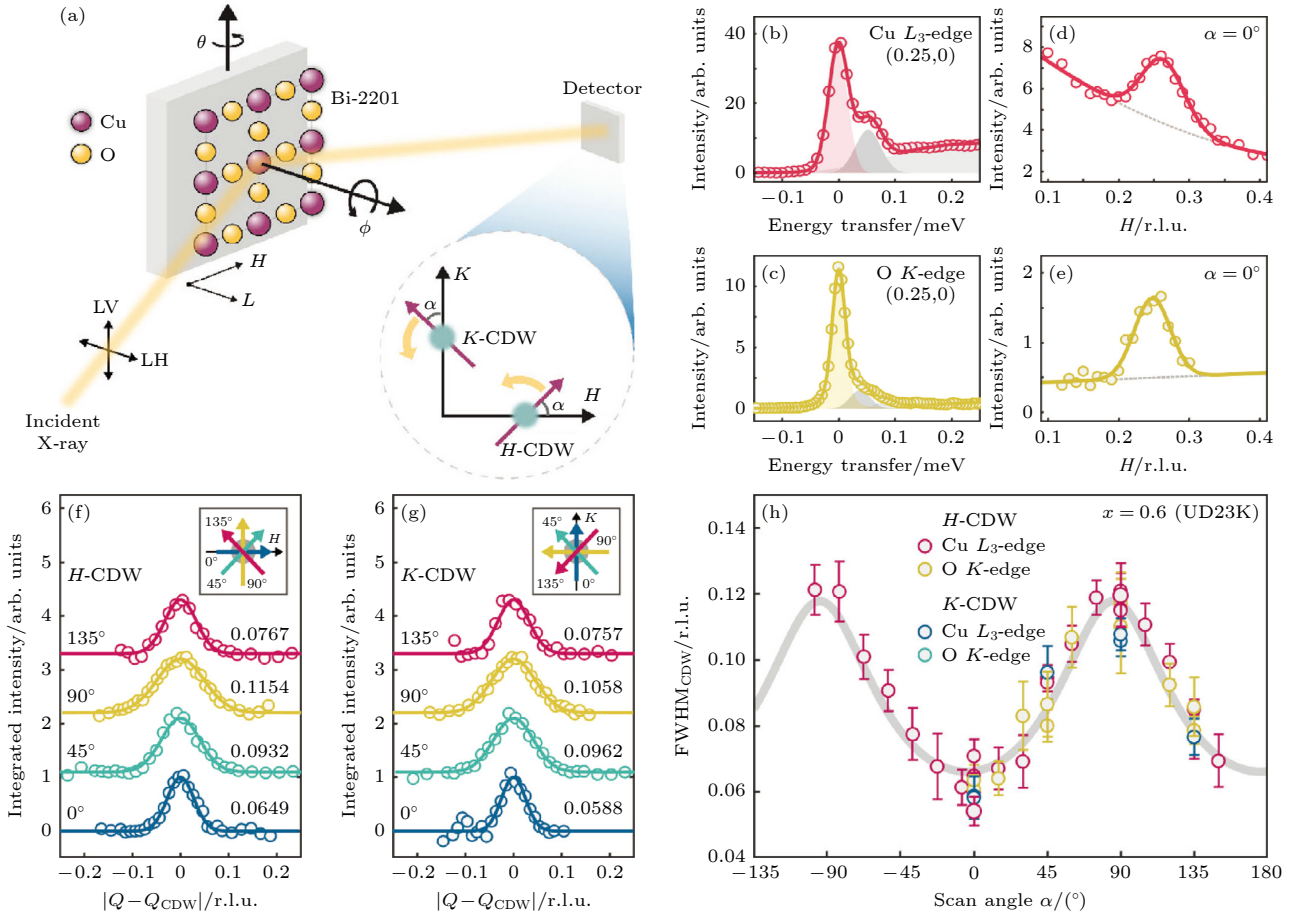 (a)
θ
Bi-2201
Detector
Cu
O
ϕ
H
L
LV
LH
Incident
X-ray
K
α
K-CDW
H
α
H-CDW
(b)
Cu L₃-edge
(0.25,0)
Intensity/arb. units
40
20
0
−0.1 0 0.1 0.2
Energy transfer/meV
(d)
α = 0°
Intensity/arb. units
8
6
4
2
0.1 0.2 0.3 0.4
H/r.l.u.
(c)
O K-edge
(0.25,0)
Intensity/arb. units
10
5
0
−0.1 0 0.1 0.2
Energy transfer/meV
(e)
α = 0°
Intensity/arb. units
2
1
0
0.1 0.2 0.3 0.4
H/r.l.u.
(f)
135°
H
0°
45° 90°
H-CDW
135° 0.0767
90° 0.1154
45° 0.0932
0° 0.0649
Integrated intensity/arb. units
6
5
4
3
2
1
0
−0.2 −0.1 0 0.1 0.2
|Q−Q_CDW|/r.l.u.
(g)
45° K
90°
135° 0°
K-CDW
135° 0.0757
90° 0.1058
45° 0.0962
0° 0.0588
Integrated intensity/arb. units
6
5
4
3
2
1
0
−0.2 −0.1 0 0.1 0.2
|Q−Q_CDW|/r.l.u.
(h)
x = 0.6 (UD23K)
H-CDW
Cu L₃-edge
O K-edge
K-CDW
Cu L₃-edge
O K-edge
FWHM_CDW/r.l.u.
0.14
0.12
0.10
0.08
0.06
0.04
−135 −90 −45 0 45 90 135 180
Scan angle α/(°)